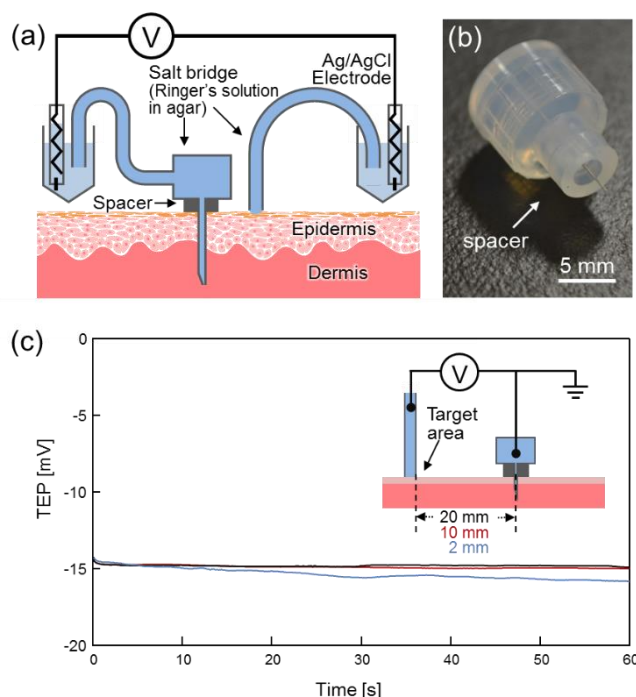 (a)
V
Ag/AgCl
Electrode
Salt bridge
(Ringer's solution
in agar)
Spacer
Epidermis
Dermis
(b)
spacer
5 mm
(c)
0
-5
-10
-15
-20
TEP [mV]
V
Target
area
20 mm
10 mm
2 mm
0
10
20
30
40
50
60
Time [s]